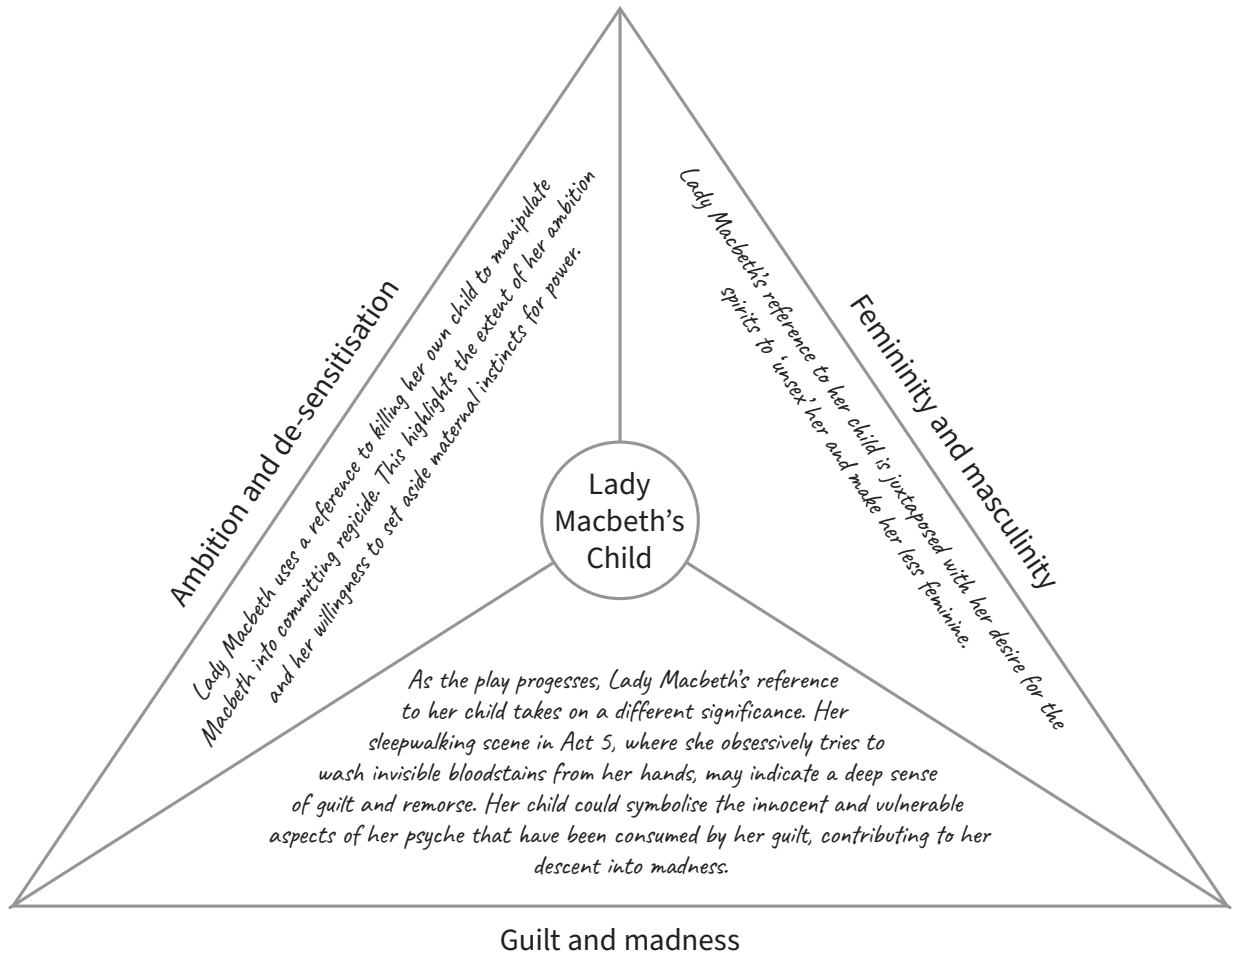 Ambition and de-sensitisation
Lady Macbeth uses a reference to killing her own child to manipulate
Macbeth into committing regicide. This highlights the extent of her ambition
and her willingness to set aside maternal instincts for power.
Femininity and masculinity
Lady Macbeth's reference to her child is juxtaposed with her desire for the
spirits to 'unsex' her and make her less feminine.
Lady
Macbeth's
Child
As the play progesses, Lady Macbeth's reference
to her child takes on a different significance. Her
sleepwalking scene in Act 5, where she obsessively tries to
wash invisible bloodstains from her hands, may indicate a deep sense
of guilt and remorse. Her child could symbolise the innocent and vulnerable
aspects of her psyche that have been consumed by her guilt, contributing to her
descent into madness.
Guilt and madness